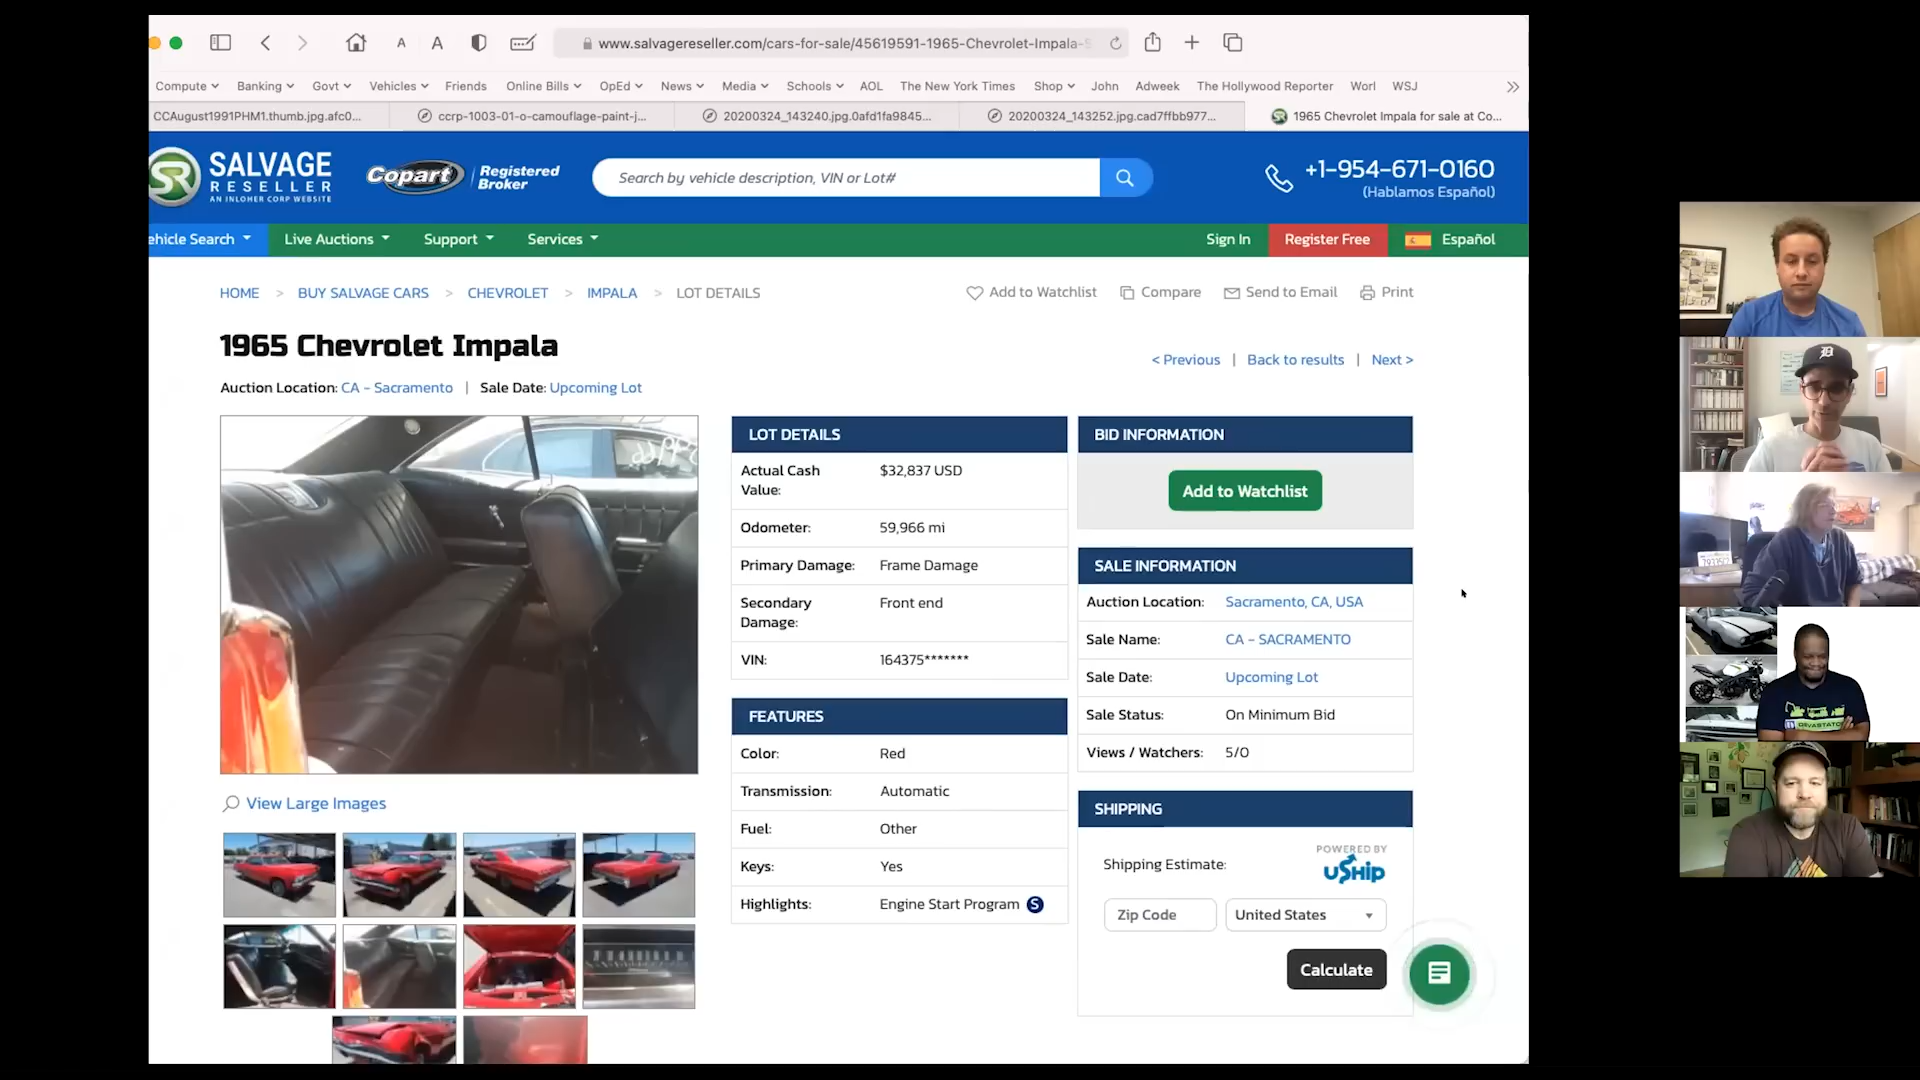 www.salvagereseller.com/cars-for-sale/45619591-1965-Chevrolet-Impala-S
Compute Banking Govt Vehicles Friends Online Bills OpEd News Media Schools AOL The New York Times Shop John Adweek The Hollywood Reporter Worl WSJ
CCAugust1991PHM1.thumb.jpg.afc0... ccrp-1003-01-o-camouflage-paint-j... 20200324_143240.jpg.0afd1fa9845... 20200324_143252.jpg.cad7ffbb977... 1965 Chevrolet Impala for sale at Co...
SR SALVAGE RESELLER
AN INLOHER CORP WEBSITE
Copart Registered Broker
Search by vehicle description, VIN or Lot#
+1-954-671-0160
(Hablamos Español)
ehicle Search Live Auctions Support Services Sign In Register Free Español
HOME > BUY SALVAGE CARS > CHEVROLET > IMPALA > LOT DETAILS
Add to Watchlist Compare Send to Email Print
1965 Chevrolet Impala
< Previous | Back to results | Next >
Auction Location: CA - Sacramento | Sale Date: Upcoming Lot
View Large Images
LOT DETAILS
Actual Cash Value: $32,837 USD
Odometer: 59,966 mi
Primary Damage: Frame Damage
Secondary Damage: Front end
VIN: 164375*******
FEATURES
Color: Red
Transmission: Automatic
Fuel: Other
Keys: Yes
Highlights: Engine Start Program S
BID INFORMATION
Add to Watchlist
SALE INFORMATION
Auction Location: Sacramento, CA, USA
Sale Name: CA - SACRAMENTO
Sale Date: Upcoming Lot
Sale Status: On Minimum Bid
Views / Watchers: 5/0
SHIPPING
Shipping Estimate:
POWERED BY
uShip
Zip Code United States
Calculate